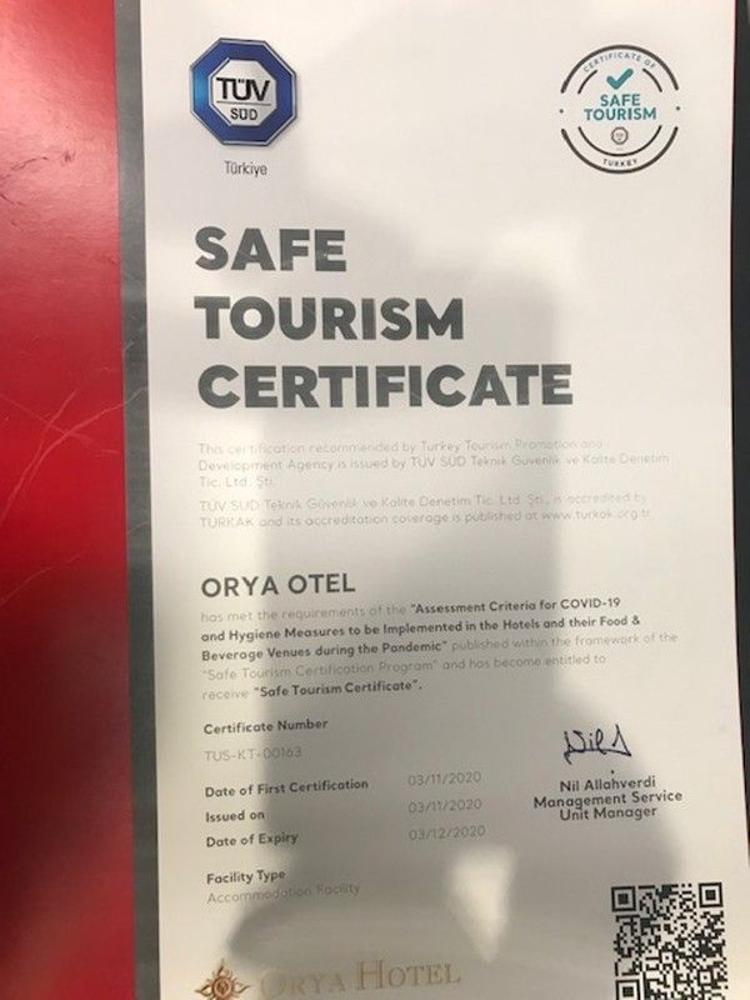 TÜV
SÜD
Türkiye
CERTIFICATE OF
SAFE
TOURISM
TURKEY
SAFE
TOURISM
CERTIFICATE
This certification recommended by Turkey Tourism Promotion and
Development Agency is issued by TÜV SÜD Teknik Güvenlik ve Kalite Denetim
Tic. Ltd. Şti.
TÜV SÜD Teknik Güvenlik ve Kalite Denetim Tic. Ltd. Şti., is accredited by
TÜRKAK and its accreditation coverage is published at www.turkak.org.tr
ORYA OTEL
has met the requirements of the "Assessment Criteria for COVID-19
and Hygiene Measures to be Implemented in the Hotels and their Food &
Beverage Venues during the Pandemic" published within the framework of the
"Safe Tourism Certification Program" and has become entitled to
receive "Safe Tourism Certificate".
Certificate Number
TUS-KT-00163
Date of First Certification 03/11/2020
Issued on 03/11/2020
Date of Expiry 03/12/2020
Nil Allahverdi
Management Service
Unit Manager
Facility Type
Accommodation Facility
ORYA HOTEL